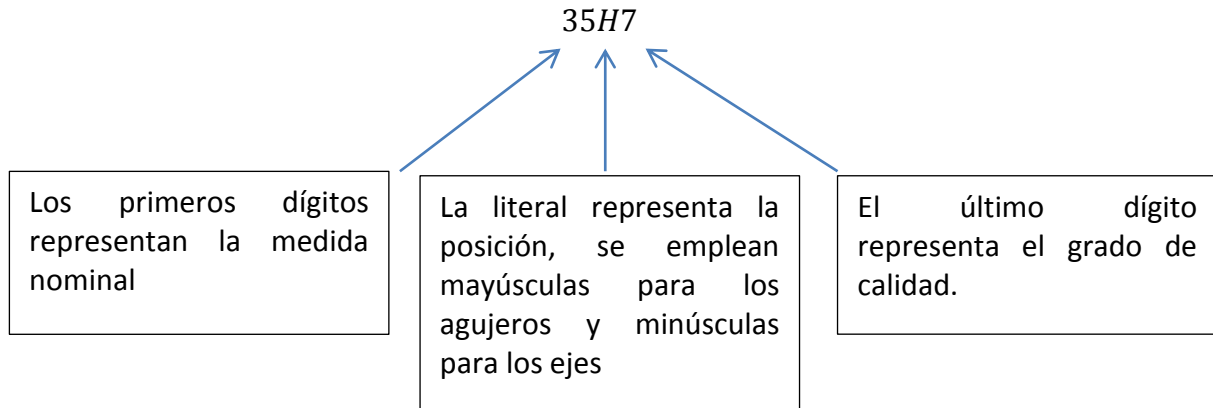 35H7
Los primeros dígitos
representan la medida
nominal
La literal representa la
posición, se emplean
mayúsculas para los
agujeros y minúsculas
para los ejes
El último dígito
representa el grado de
calidad.